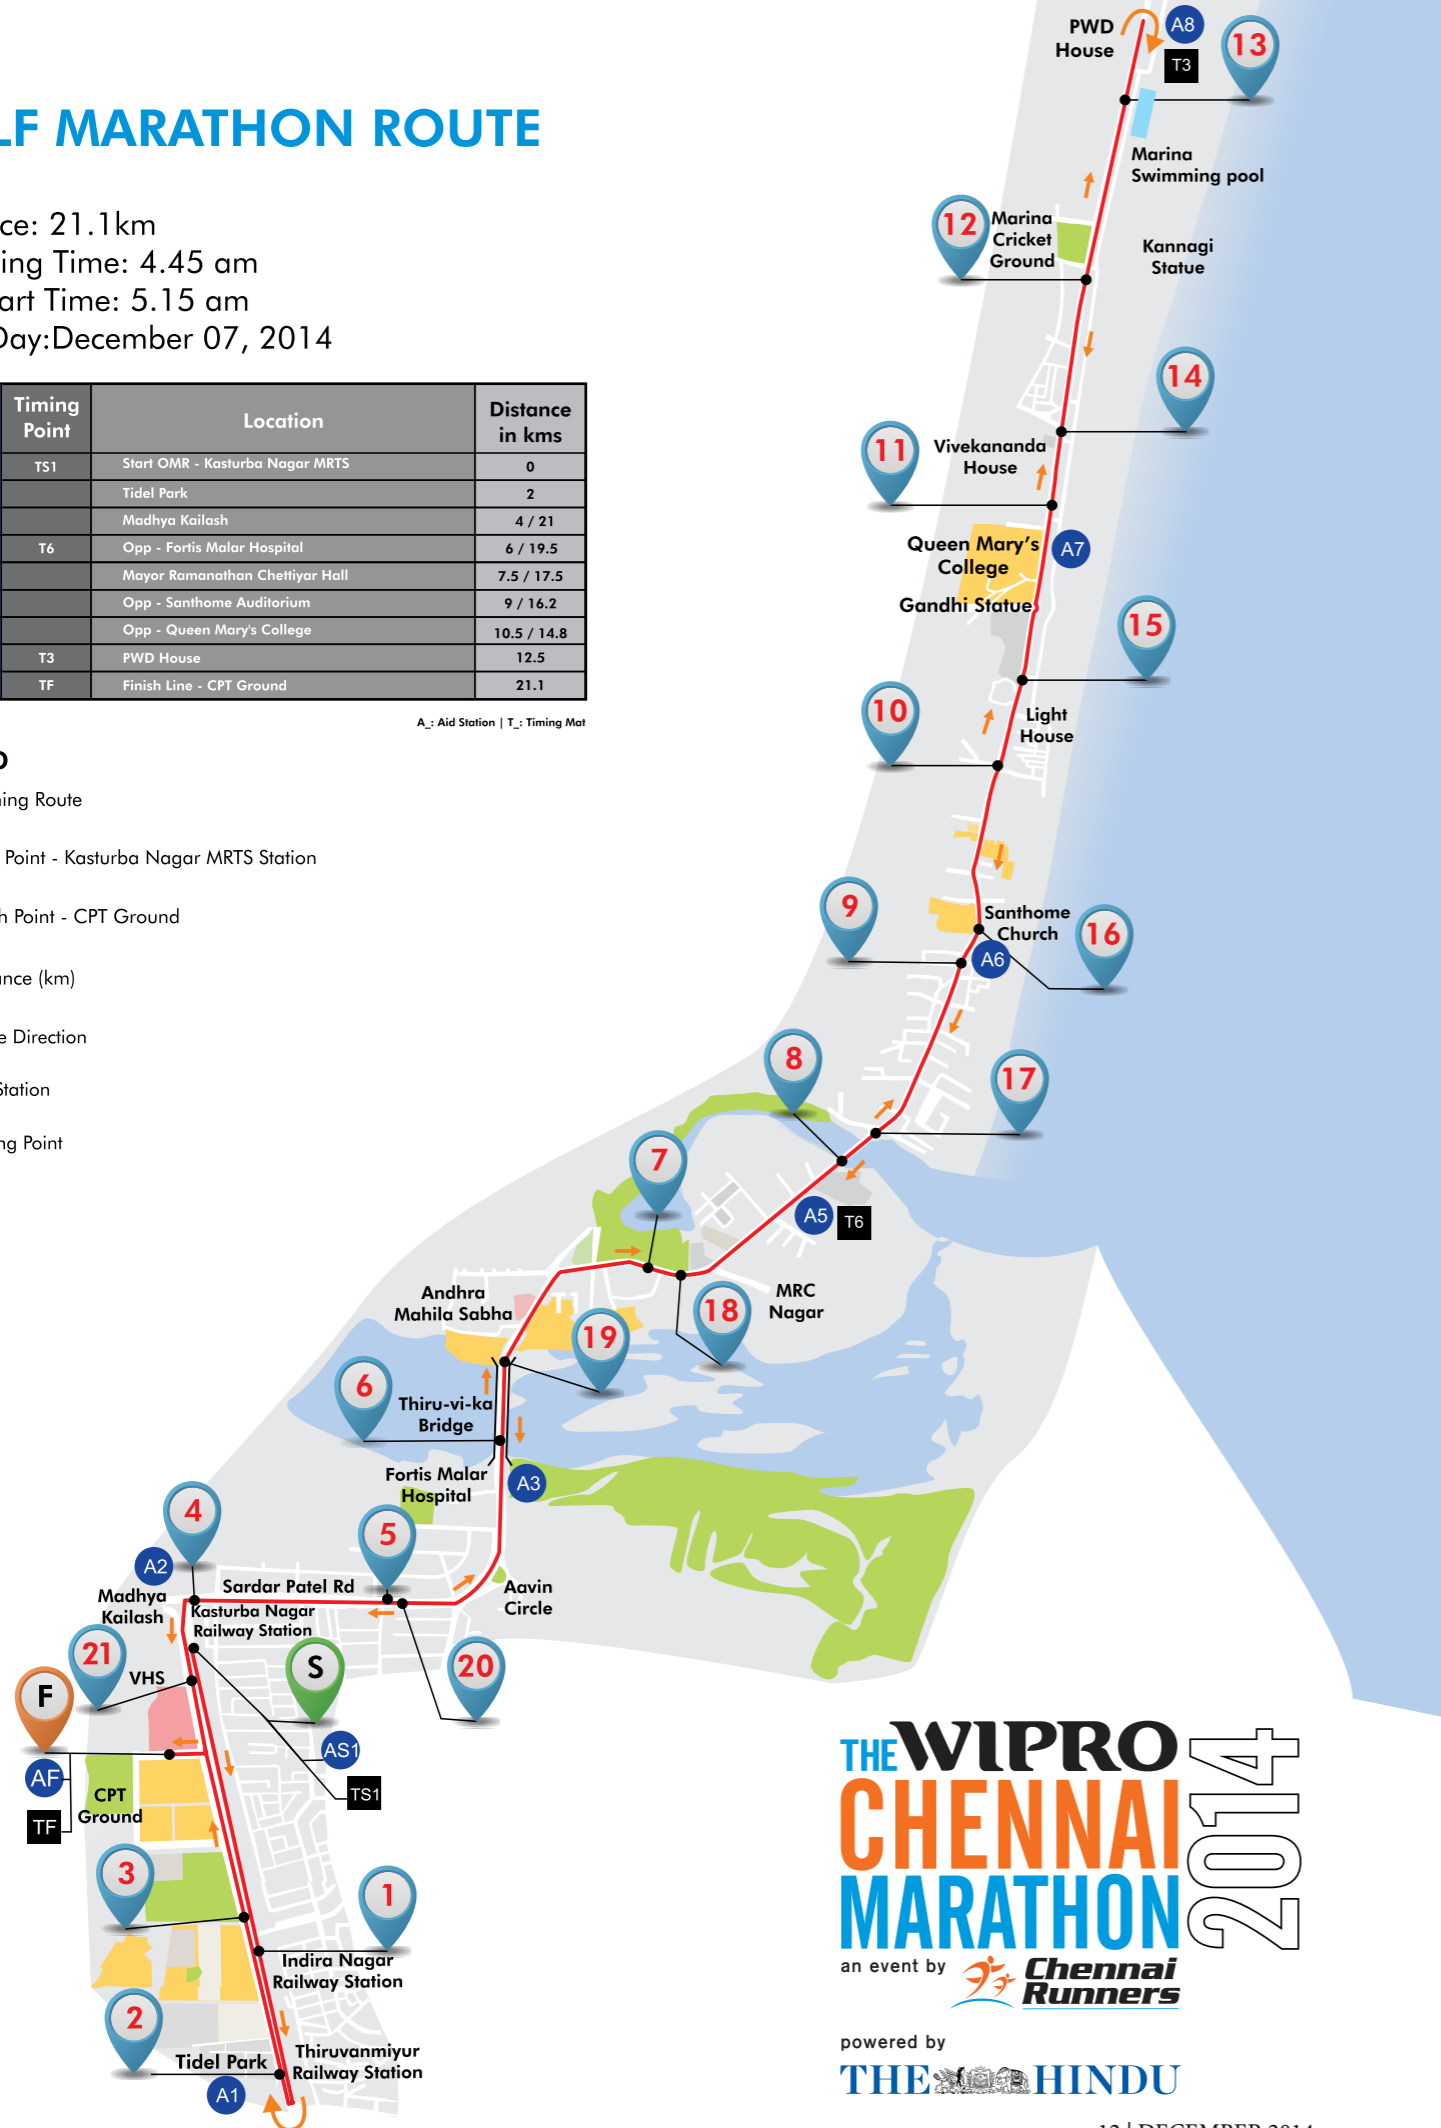 LF MARATHON ROUTE
ce: 21.1km
ing Time: 4.45 am
art Time: 5.15 am
Day:December 07, 2014
Timing Point Location Distance in kms
TS1 Start OMR - Kasturba Nagar MRTS 0
Tidel Park 2
Madhya Kailash 4 / 21
T6 Opp - Fortis Malar Hospital 6 / 19.5
Mayor Ramanathan Chettiyar Hall 7.5 / 17.5
Opp - Santhome Auditorium 9 / 16.2
Opp - Queen Mary's College 10.5 / 14.8
T3 PWD House 12.5
TF Finish Line - CPT Ground 21.1
A_: Aid Station | T_: Timing Mat
D
ing Route
Point - Kasturba Nagar MRTS Station
h Point - CPT Ground
ance (km)
e Direction
Station
ng Point
PWD
House
A8
T3
13
Marina
Swimming pool
12
Marina
Cricket
Ground
Kannagi
Statue
14
11
Vivekananda
House
Queen Mary's
College
A7
Gandhi Statue
15
10
Light
House
9
Santhome
Church
A6
16
8
17
7
A5
T6
Andhra
Mahila Sabha
MRC
Nagar
18
19
6
Thiru-vi-ka
Bridge
Fortis Malar
Hospital
A3
4
5
A2
Madhya
Kailash
Sardar Patel Rd
Kasturba Nagar
Railway Station
Aavin
Circle
21
VHS
S
20
F
AS1
AF
CPT
Ground
TS1
TF
3
1
Indira Nagar
Railway Station
2
Tidel Park
Thiruvanmiyur
Railway Station
A1
THE WIPRO
CHENNAI
MARATHON
2014
an event by Chennai
Runners
powered by
THE HINDU
12 | DECEMBER 2014